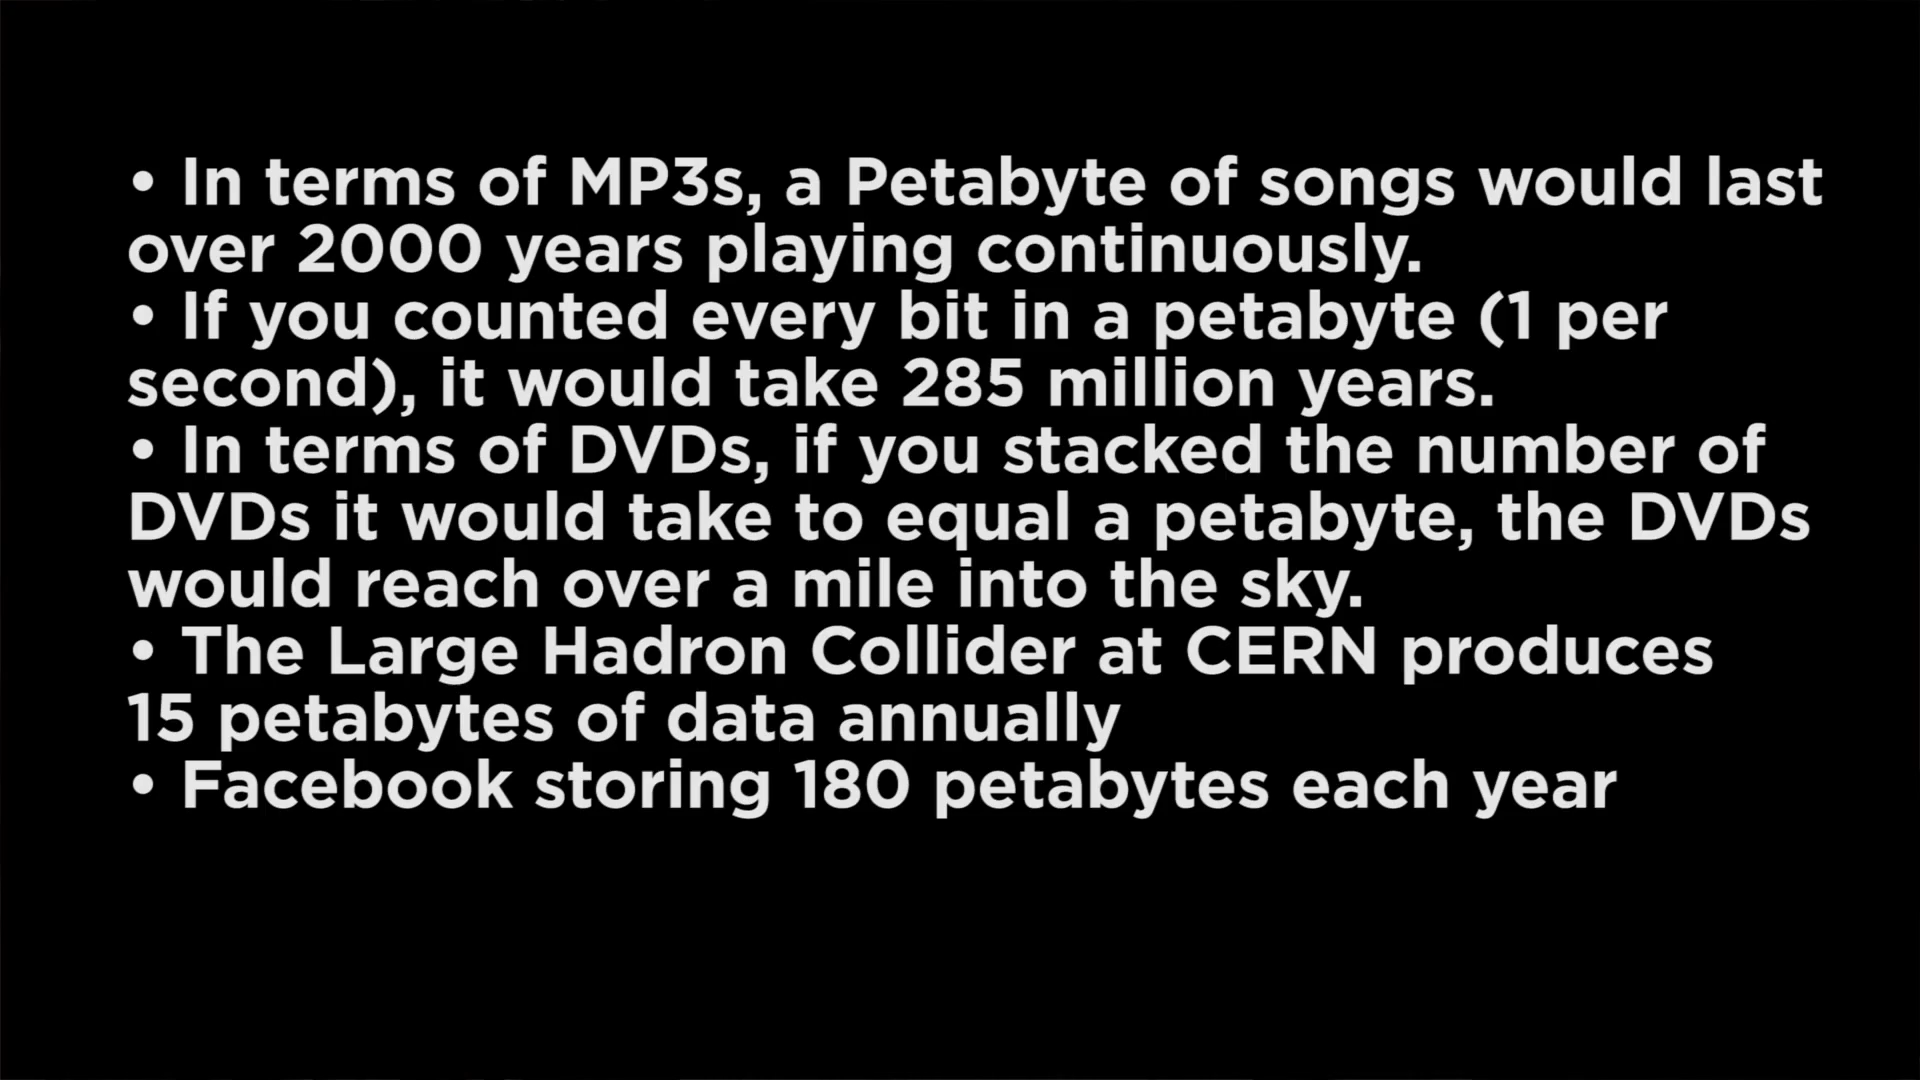 • In terms of MP3s, a Petabyte of songs would last
over 2000 years playing continuously.
• If you counted every bit in a petabyte (1 per
second), it would take 285 million years.
• In terms of DVDs, if you stacked the number of
DVDs it would take to equal a petabyte, the DVDs
would reach over a mile into the sky.
• The Large Hadron Collider at CERN produces
15 petabytes of data annually
• Facebook storing 180 petabytes each year